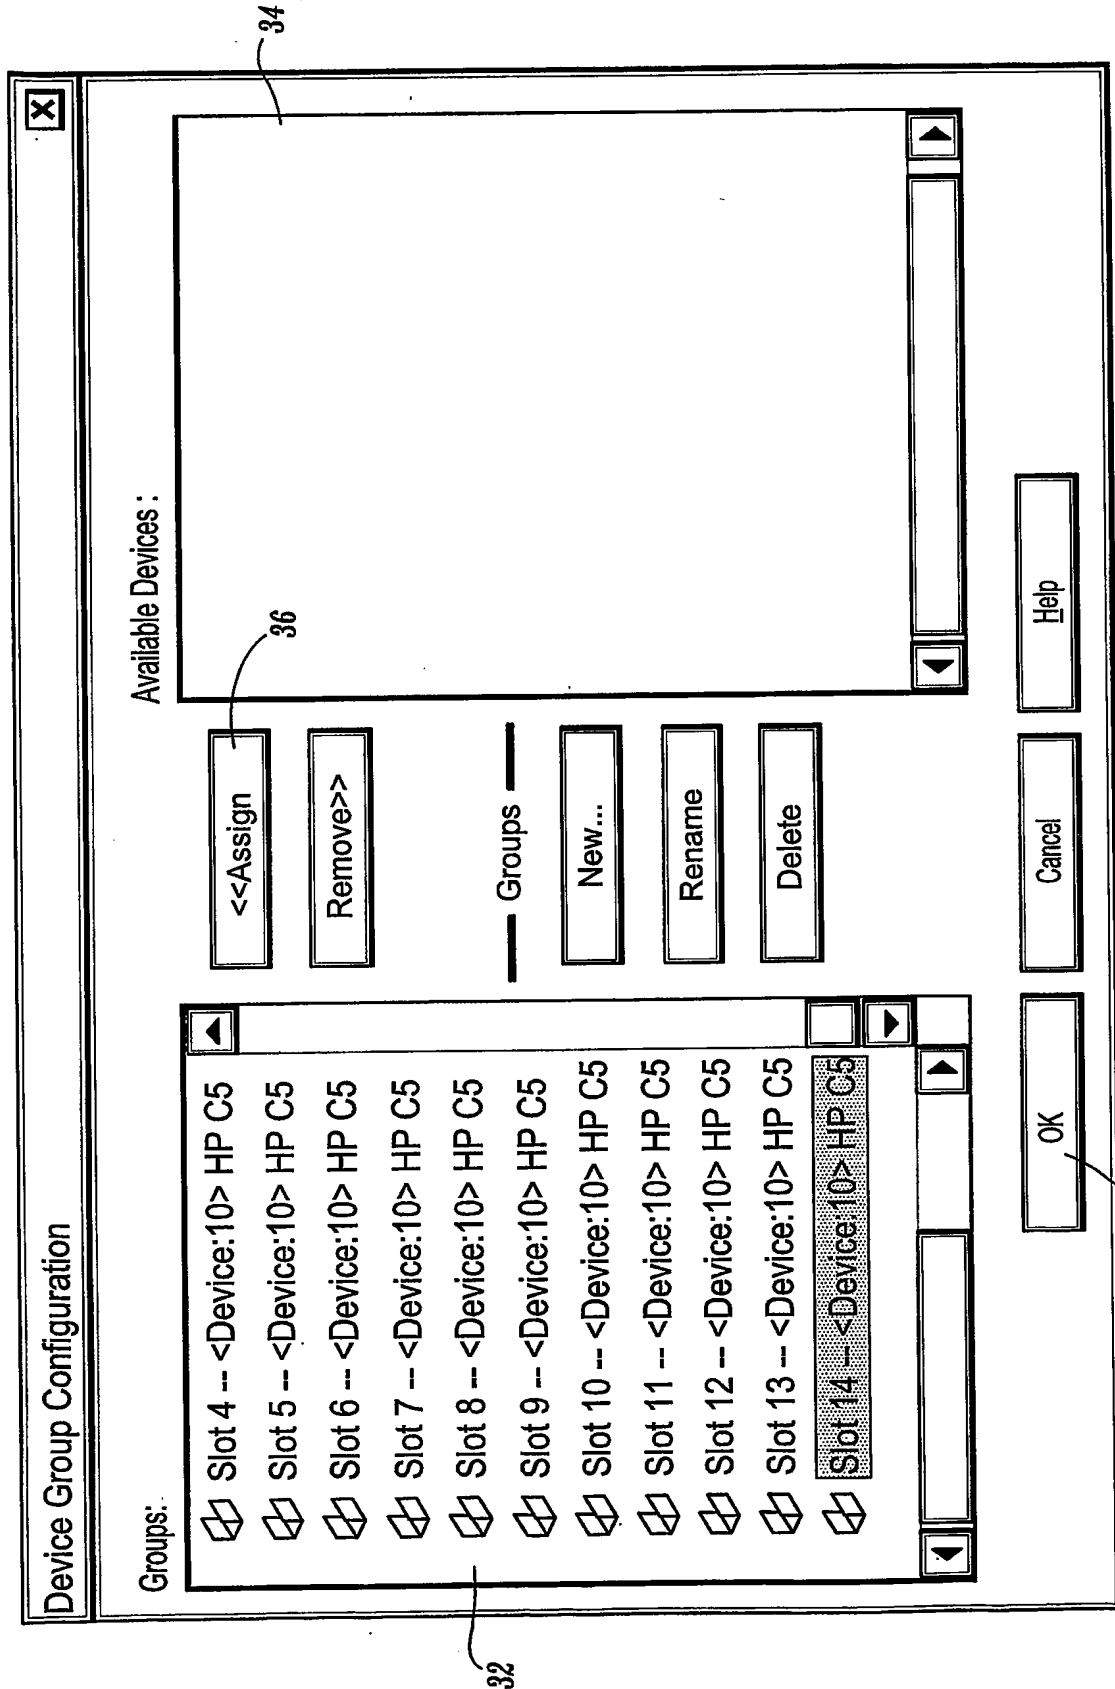 Device Group Configuration
X
Groups:
Slot 4 -- <Device:10> HP C5
Slot 5 -- <Device:10> HP C5
Slot 6 -- <Device:10> HP C5
Slot 7 -- <Device:10> HP C5
Slot 8 -- <Device:10> HP C5
Slot 9 -- <Device:10> HP C5
Slot 10 -- <Device:10> HP C5
Slot 11 -- <Device:10> HP C5
Slot 12 -- <Device:10> HP C5
Slot 13 -- <Device:10> HP C5
Slot 14 -- <Device:10> HP C5
32
<<Assign
Remove>>
Groups
New...
Rename
Delete
36
Available Devices :
34
OK
Cancel
Help